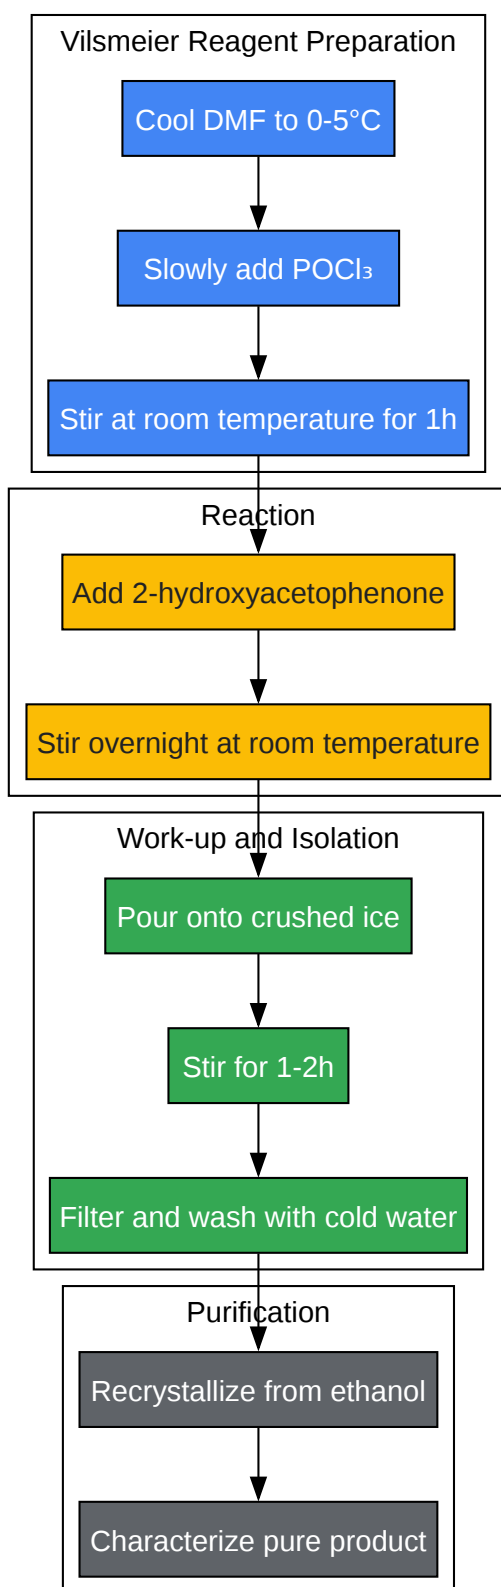 Vilsmeier Reagent Preparation
Cool DMF to 0-5°C
Slowly add POCl₃
Stir at room temperature for 1h
Reaction
Add 2-hydroxyacetophenone
Stir overnight at room temperature
Work-up and Isolation
Pour onto crushed ice
Stir for 1-2h
Filter and wash with cold water
Purification
Recrystallize from ethanol
Characterize pure product